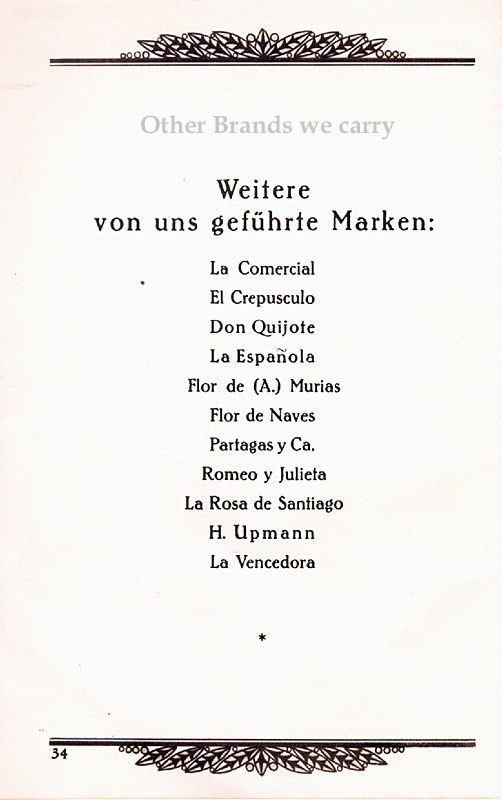 Other Brands we carry
Weitere
von uns geführte Marken:
La Comercial
El Crepusculo
Don Quijote
La Española
Flor de (A.) Murias
Flor de Naves
Partagas y Ca.
Romeo y Julieta
La Rosa de Santiago
H. Upmann
La Vencedora
*
34